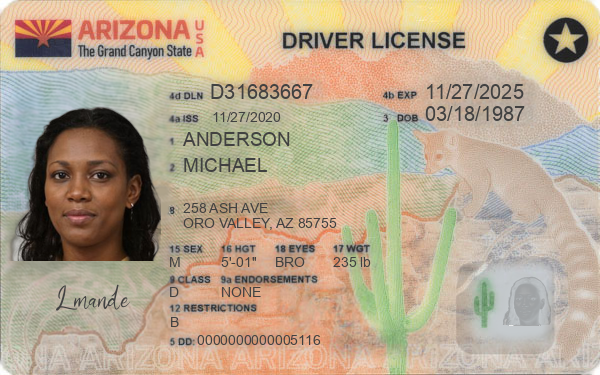 ARIZONA USA
The Grand Canyon State
DRIVER LICENSE
4d DLN D31683667 4b EXP 11/27/2025
4a ISS 11/27/2020 3 DOB 03/18/1987
1 ANDERSON
2 MICHAEL
8 258 ASH AVE
ORO VALLEY, AZ 85755
15 SEX 16 HGT 18 EYES 17 WGT
M 5'-01" BRO 235 lb
9 CLASS 9a ENDORSEMENTS
D NONE
12 RESTRICTIONS
B
5 DD: 0000000000005116
Lmande
ONA ARIZONA ARIZONA ARIZONA ARIZON